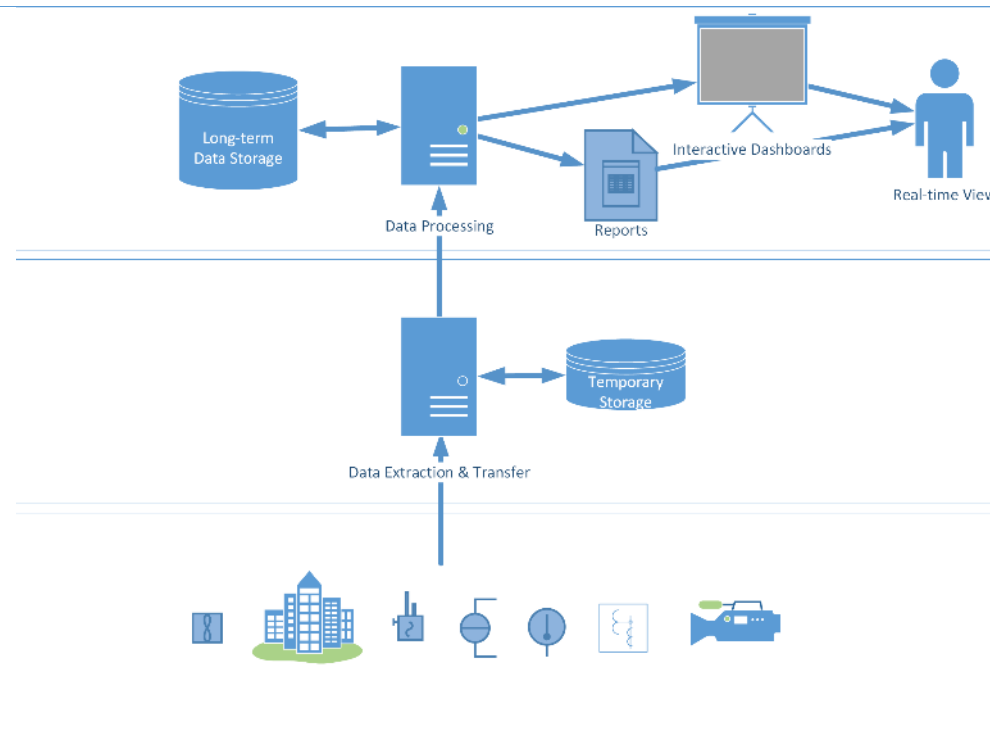 Long-term
Data Storage
Interactive Dashboards
Real-time View
Data Processing
Reports
Temporary
Storage
Data Extraction & Transfer